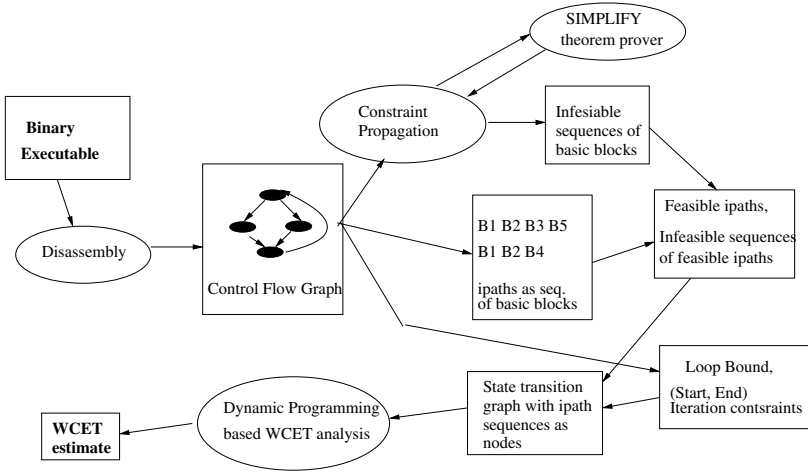 SIMPLIFY
theorem prover
Constraint
Propagation
Infesiable
sequences of
basic blocks
Binary
Executable
Disassembly
Control Flow Graph
B1 B2 B3 B5
B1 B2 B4
ipaths as seq.
of basic blocks
Feasible ipaths,
Infeasible sequences
of feasible ipaths
Loop Bound,
(Start, End)
Iteration contsraints
State transition
graph with ipath
sequences as
nodes
Dynamic Programming
based WCET analysis
WCET
estimate